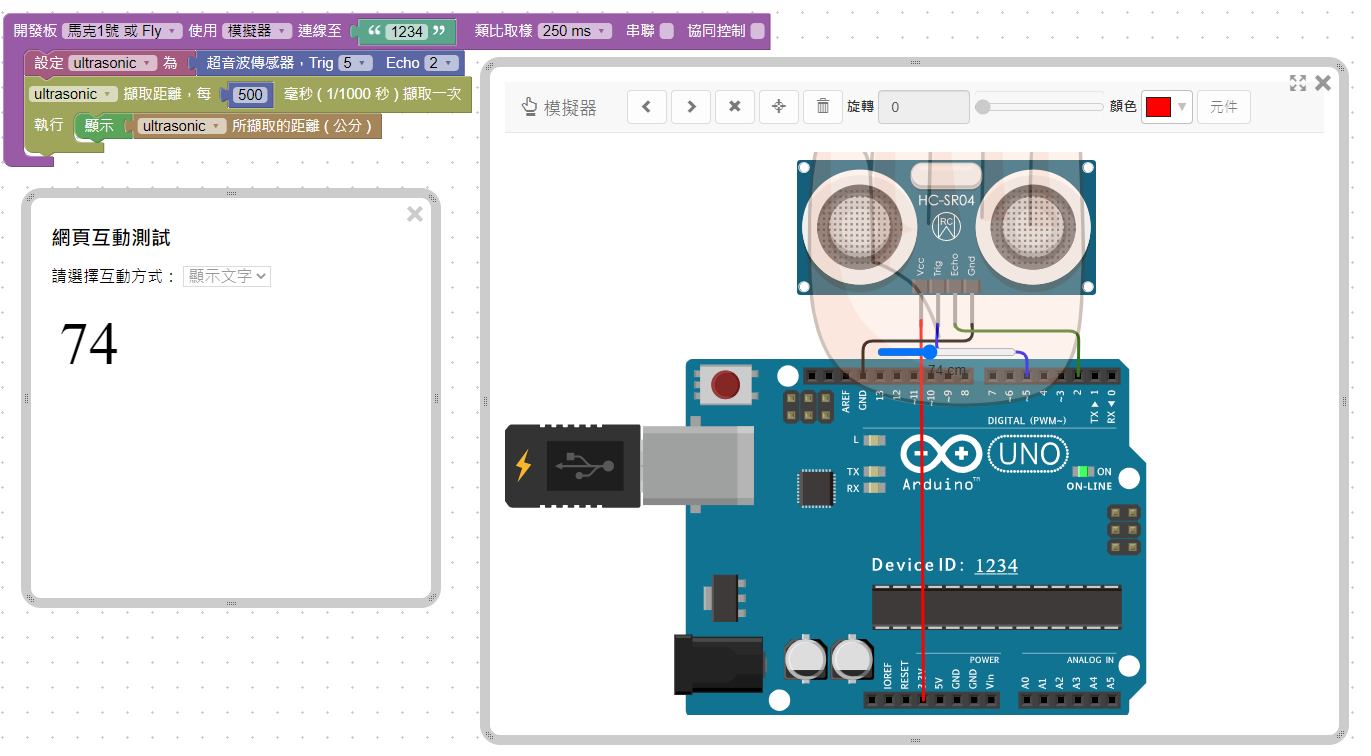 開發板 馬克1號 或 Fly 使用 模擬器 連線至 “ 1234 ” 類比取樣 250 ms 串聯 協同控制
設定 ultrasonic 為 超音波傳感器，Trig 5 Echo 2
ultrasonic 擷取距離，每 500 毫秒 ( 1/1000 秒 ) 擷取一次
執行 顯示 ultrasonic 所擷取的距離 ( 公分 )
網頁互動測試
請選擇互動方式： 顯示文字
74
模擬器 旋轉 0 顏色 元件
HC-SR04
RC
Vcc Trig Echo Gnd
74 cm
AREF GND 13 12 ~11 ~10 ~9 8 7 ~6 ~5 4 ~3 2 TX ▶ 1 RX ◀ 0
DIGITAL (PWM~)
L
TX
RX
UNO
Arduino™
ON
ON-LINE
Device ID： 1234
POWER ANALOG IN
IOREF RESET 3.3V 5V GND GND Vin A0 A1 A2 A3 A4 A5